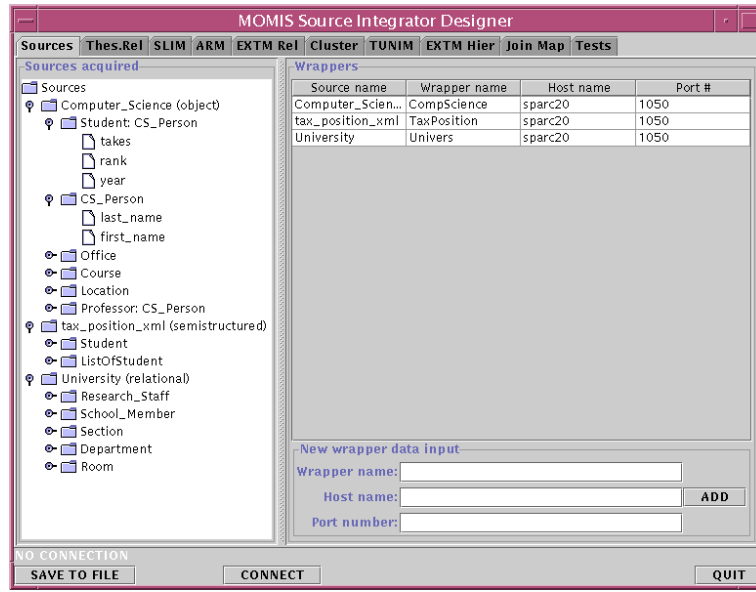 MOMIS Source Integrator Designer
Sources Thes.Rel SLIM ARM EXTM Rel Cluster TUNIM EXTM Hier Join Map Tests
Sources acquired
Sources
Computer_Science (object)
Student: CS_Person
takes
rank
year
CS_Person
last_name
first_name
Office
Course
Location
Professor: CS_Person
tax_position_xml (semistructured)
Student
ListOfStudent
University (relational)
Research_Staff
School_Member
Section
Department
Room
Wrappers
Source name Wrapper name Host name Port #
Computer_Scien... CompScience sparc20 1050
tax_position_xml TaxPosition sparc20 1050
University Univers sparc20 1050
New wrapper data input
Wrapper name:
Host name: ADD
Port number:
NO CONNECTION
SAVE TO FILE CONNECT QUIT